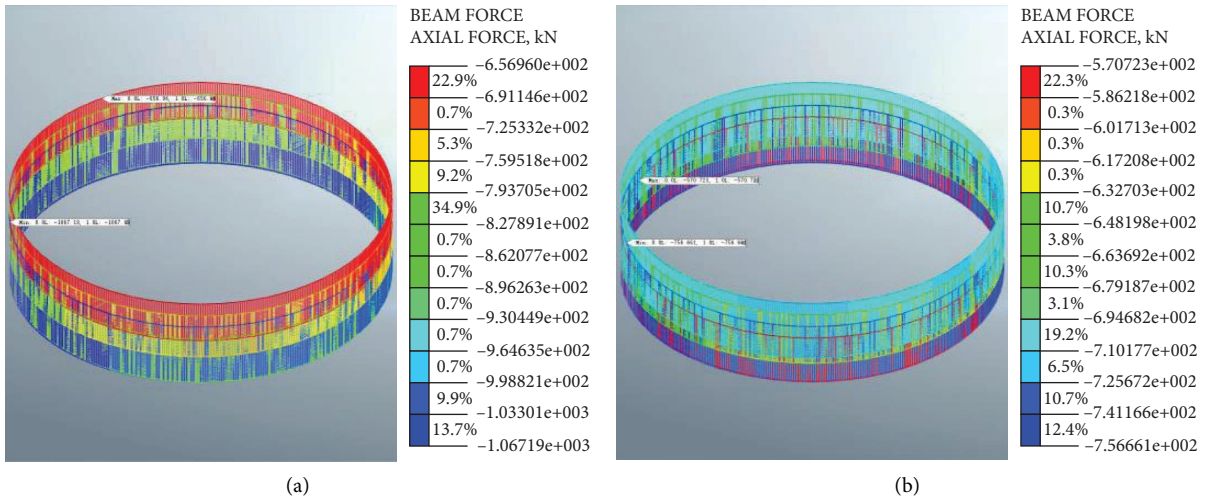 BEAM FORCE
AXIAL FORCE, kN
−6.56960e+002
22.9%
−6.91146e+002
0.7%
−7.25332e+002
5.3%
−7.59518e+002
9.2%
−7.93705e+002
34.9%
−8.27891e+002
0.7%
−8.62077e+002
0.7%
−8.96263e+002
0.7%
−9.30449e+002
0.7%
−9.64635e+002
0.7%
−9.98821e+002
9.9%
−1.03301e+003
13.7%
−1.06719e+003
(a)
BEAM FORCE
AXIAL FORCE, kN
−5.70723e+002
22.3%
−5.86218e+002
0.3%
−6.01713e+002
0.3%
−6.17208e+002
0.3%
−6.32703e+002
10.7%
−6.48198e+002
3.8%
−6.63692e+002
10.3%
−6.79187e+002
3.1%
−6.94682e+002
19.2%
−7.10177e+002
6.5%
−7.25672e+002
10.7%
−7.41166e+002
12.4%
−7.56661e+002
(b)